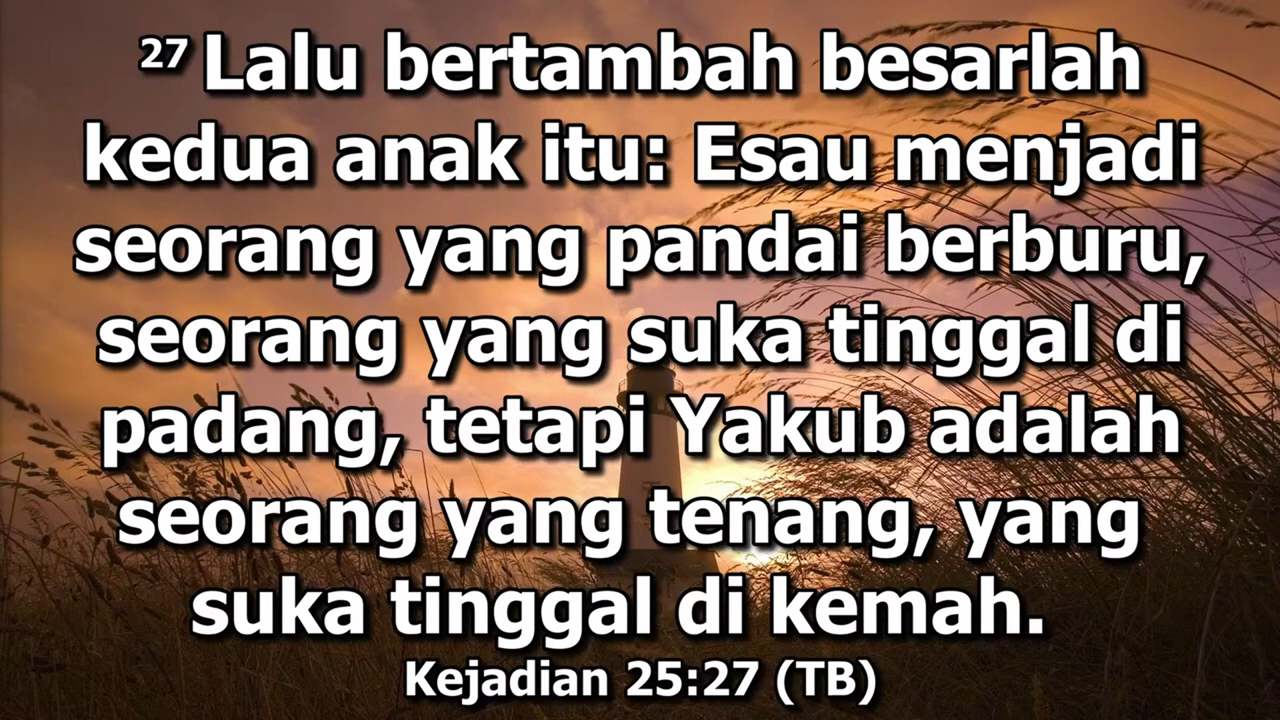 27 Lalu bertambah besarlah
kedua anak itu: Esau menjadi
seorang yang pandai berburu,
seorang yang suka tinggal di
padang, tetapi Yakub adalah
seorang yang tenang, yang
suka tinggal di kemah.
Kejadian 25:27 (TB)